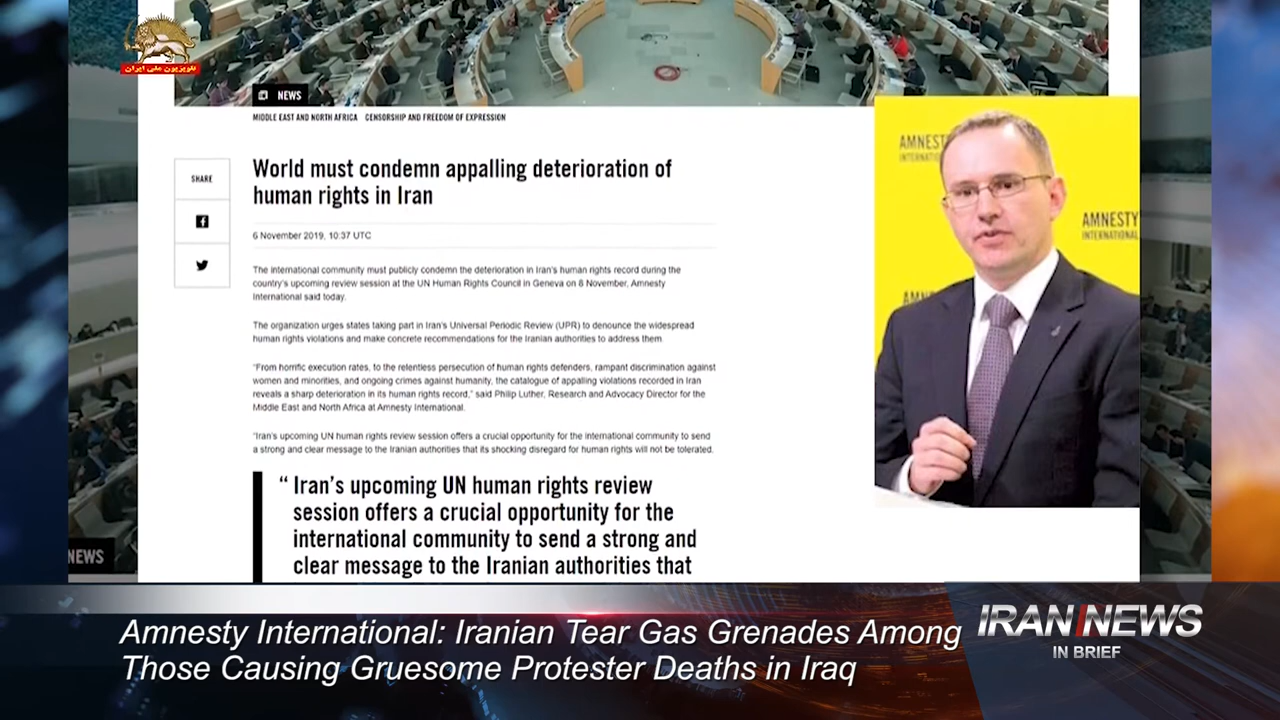 تلویزیون ملی ایران
NEWS
MIDDLE EAST AND NORTH AFRICA CENSORSHIP AND FREEDOM OF EXPRESSION
SHARE
World must condemn appalling deterioration of
human rights in Iran
6 November 2019, 10:37 UTC
The international community must publicly condemn the deterioration in Iran's human rights record during the
country's upcoming review session at the UN Human Rights Council in Geneva on 8 November, Amnesty
International said today.
The organization urges states taking part in Iran's Universal Periodic Review (UPR) to denounce the widespread
human rights violations and make concrete recommendations for the Iranian authorities to address them
“From horrific execution rates, to the relentless persecution of human rights defenders, rampant discrimination against
women and minorities, and ongoing crimes against humanity, the catalogue of appalling violations recorded in Iran
reveals a sharp deterioration in its human rights record,” said Philip Luther, Research and Advocacy Director for the
Middle East and North Africa at Amnesty International.
“Iran's upcoming UN human rights review session offers a crucial opportunity for the international community to send
a strong and clear message to the Iranian authorities that its shocking disregard for human rights will not be tolerated.
“ Iran's upcoming UN human rights review
session offers a crucial opportunity for the
international community to send a strong and
clear message to the Iranian authorities that
AMNESTY
INTERNATIONAL
AMNESTY
INTERNATIONAL
NEWS
Amnesty International: Iranian Tear Gas Grenades Among
Those Causing Gruesome Protester Deaths in Iraq
IRAN NEWS
IN BRIEF